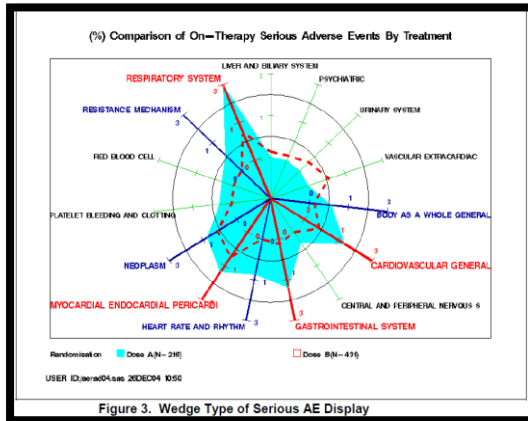 (%) Comparison of On-Therapy Serious Adverse Events By Treatment
LIVER AND BILIARY SYSTEM
RESPIRATORY SYSTEM
PSYCHIATRIC
RESISTANCE MECHANISM
URINARY SYSTEM
RED BLOOD CELL
VASCULAR EXTRACARDIAC
PLATELET BLEEDING AND CLOTTING
BODY AS A WHOLE GENERAL
NEOPLASM
CARDIOVASCULAR GENERAL
MYOCARDIAL ENDOCARDIAL PERICARDI
CENTRAL AND PERIPHERAL NERVOUS S
HEART RATE AND RHYTHM
GASTROINTESTINAL SYSTEM
Randomisation Dose A(N-216) Dose B(N-431)
Figure 3. Wedge Type of Serious AE Display